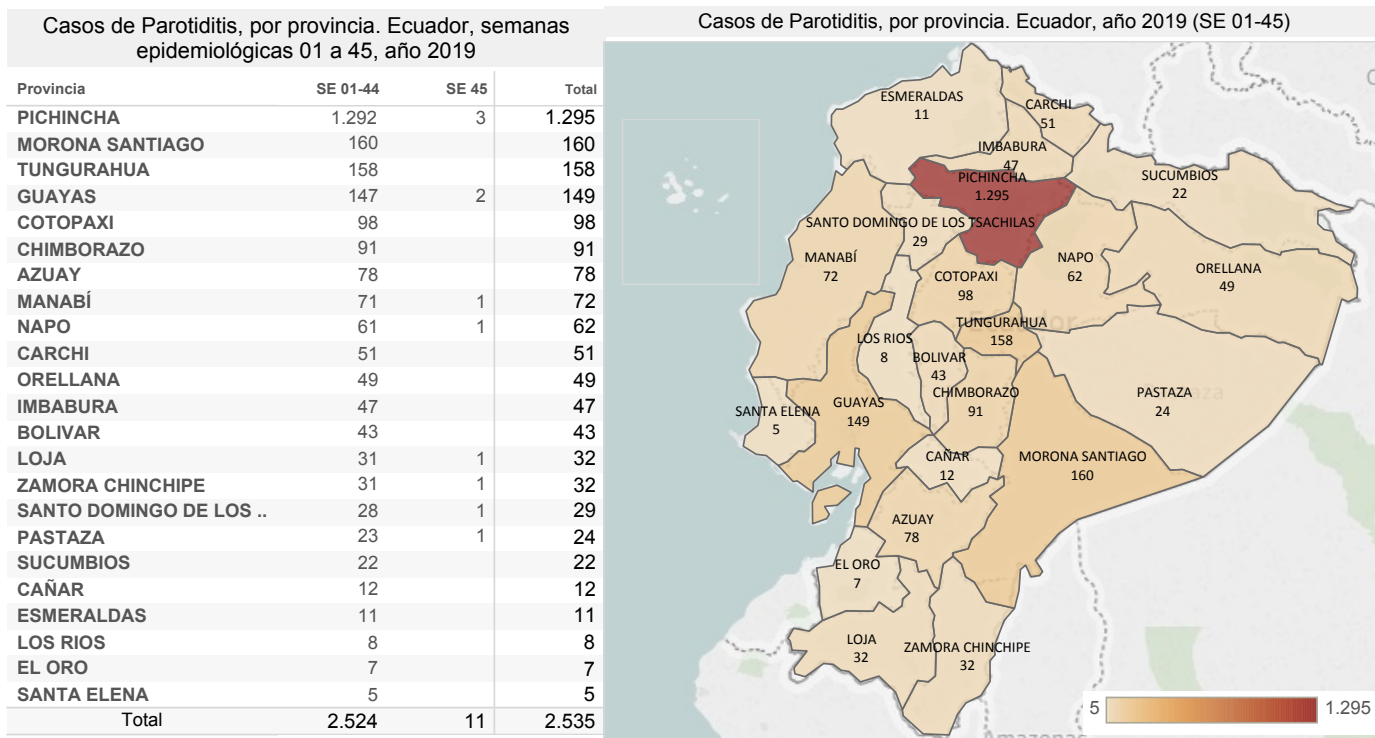 Casos de Parotiditis, por provincia. Ecuador, semanas
epidemiológicas 01 a 45, año 2019
Provincia SE 01-44 SE 45 Total
PICHINCHA 1.292 3 1.295
MORONA SANTIAGO 160 160
TUNGURAHUA 158 158
GUAYAS 147 2 149
COTOPAXI 98 98
CHIMBORAZO 91 91
AZUAY 78 78
MANABÍ 71 1 72
NAPO 61 1 62
CARCHI 51 51
ORELLANA 49 49
IMBABURA 47 47
BOLIVAR 43 43
LOJA 31 1 32
ZAMORA CHINCHIPE 31 1 32
SANTO DOMINGO DE LOS .. 28 1 29
PASTAZA 23 1 24
SUCUMBIOS 22 22
CAÑAR 12 12
ESMERALDAS 11 11
LOS RIOS 8 8
EL ORO 7 7
SANTA ELENA 5 5
Total 2.524 11 2.535
Casos de Parotiditis, por provincia. Ecuador, año 2019 (SE 01-45)
ESMERALDAS
11
CARCHI
51
IMBABURA
47
PICHINCHA
1.295
SUCUMBIOS
22
SANTO DOMINGO DE LOS TSACHILAS
29
MANABÍ
72
COTOPAXI
98
NAPO
62
ORELLANA
49
Ecuador
TUNGURAHUA
158
LOS RIOS
8
BOLIVAR
43
CHIMBORAZO
91
PASTAZA
24
SANTA ELENA
5
GUAYAS
149
CAÑAR
12
MORONA SANTIAGO
160
AZUAY
78
EL ORO
7
LOJA
32
ZAMORA CHINCHIPE
32
5 1.295
Amazonas